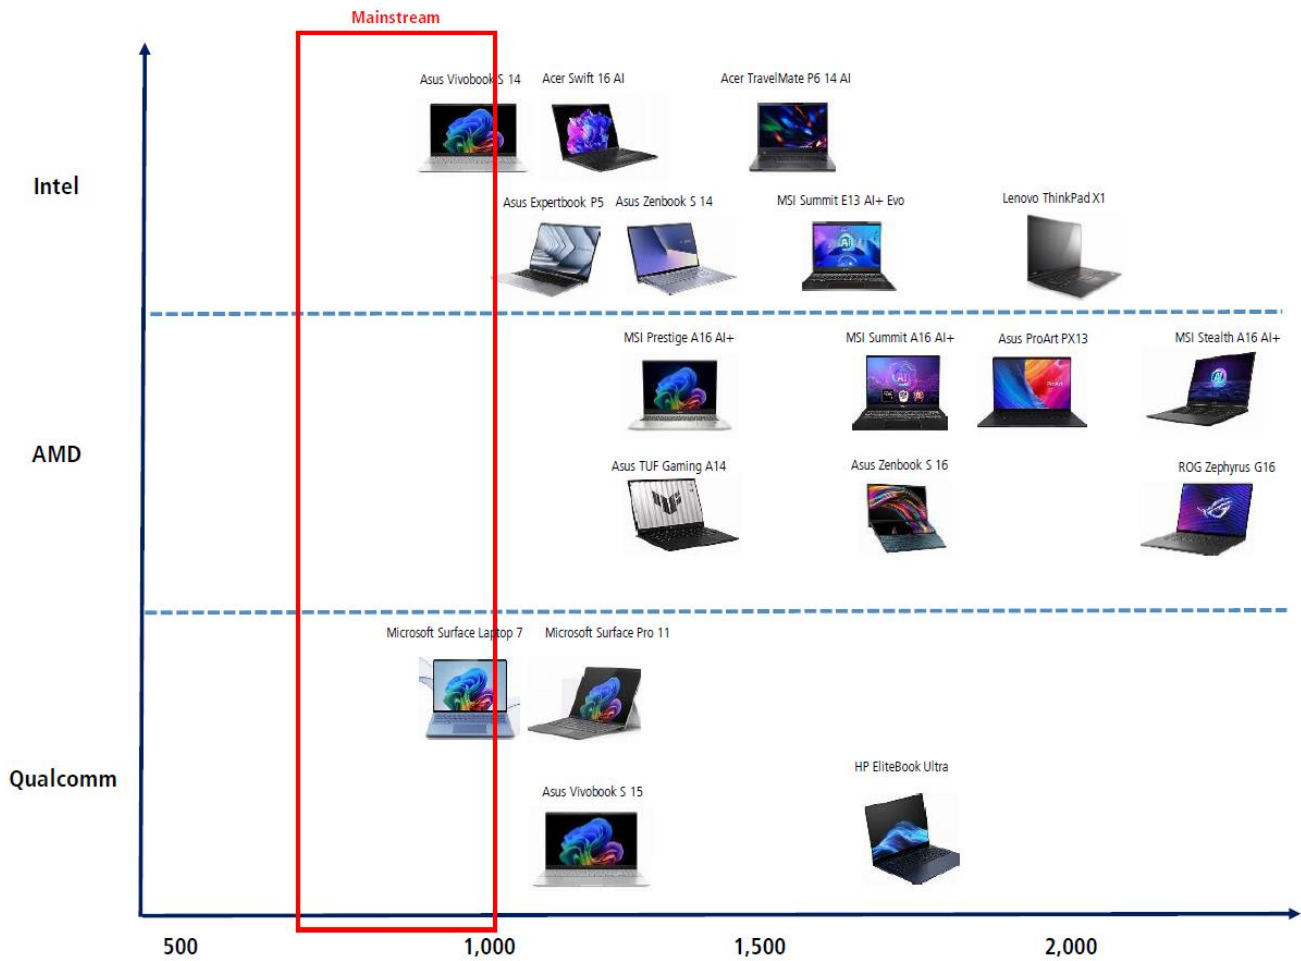 Mainstream
Asus Vivobook S 14
Acer Swift 16 AI
Acer TravelMate P6 14 AI
Intel
Asus Expertbook P5
Asus Zenbook S 14
MSI Summit E13 AI+ Evo
Lenovo ThinkPad X1
MSI Prestige A16 AI+
MSI Summit A16 AI+
Asus ProArt PX13
MSI Stealth A16 AI+
AMD
Asus TUF Gaming A14
Asus Zenbook S 16
ROG Zephyrus G16
Microsoft Surface Laptop 7
Microsoft Surface Pro 11
Qualcomm
HP EliteBook Ultra
Asus Vivobook S 15
500
1,000
1,500
2,000